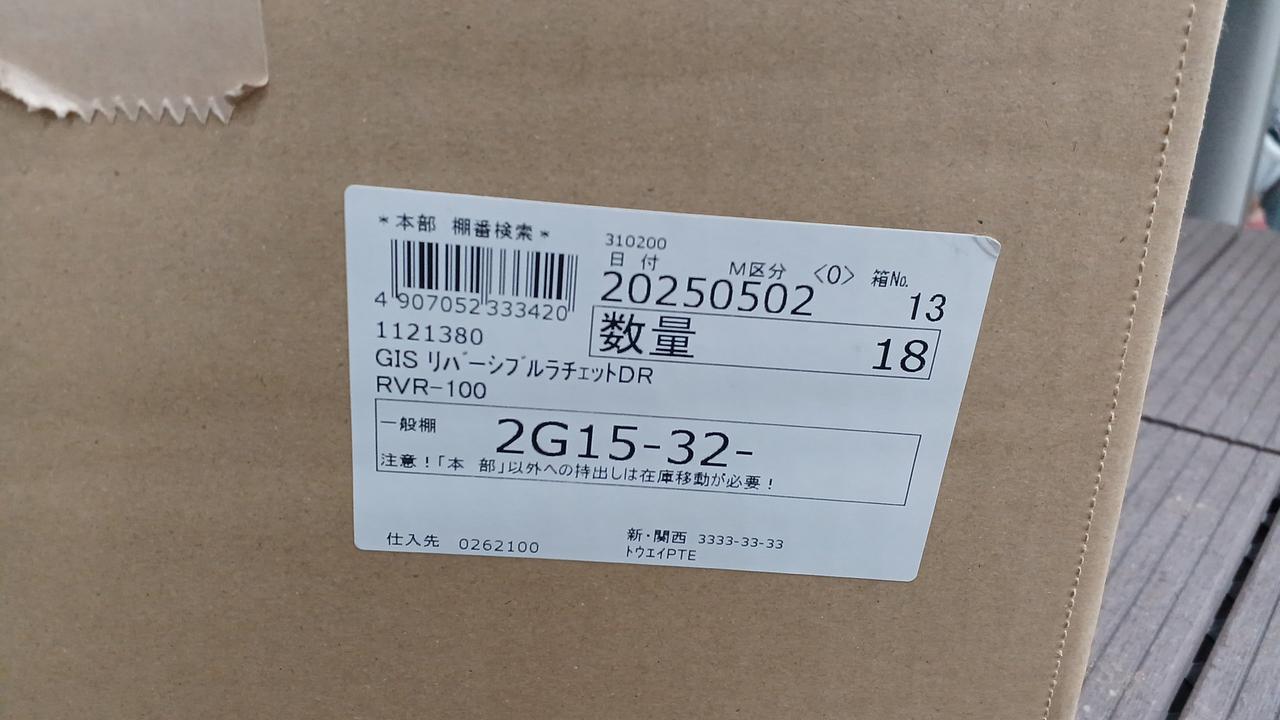 *本部 棚番検索*
310200
日付 M区分 <0> 箱No.
20250502 13
4 907052 333420
数量 18
1121380
GIS リバーシブルラチェットDR
RVR-100
一般棚 2G15-32-
注意!「本 部」以外への持出しは在庫移動が必要!
仕入先 0262100
新・関西 3333-33-33
トウエイPTE